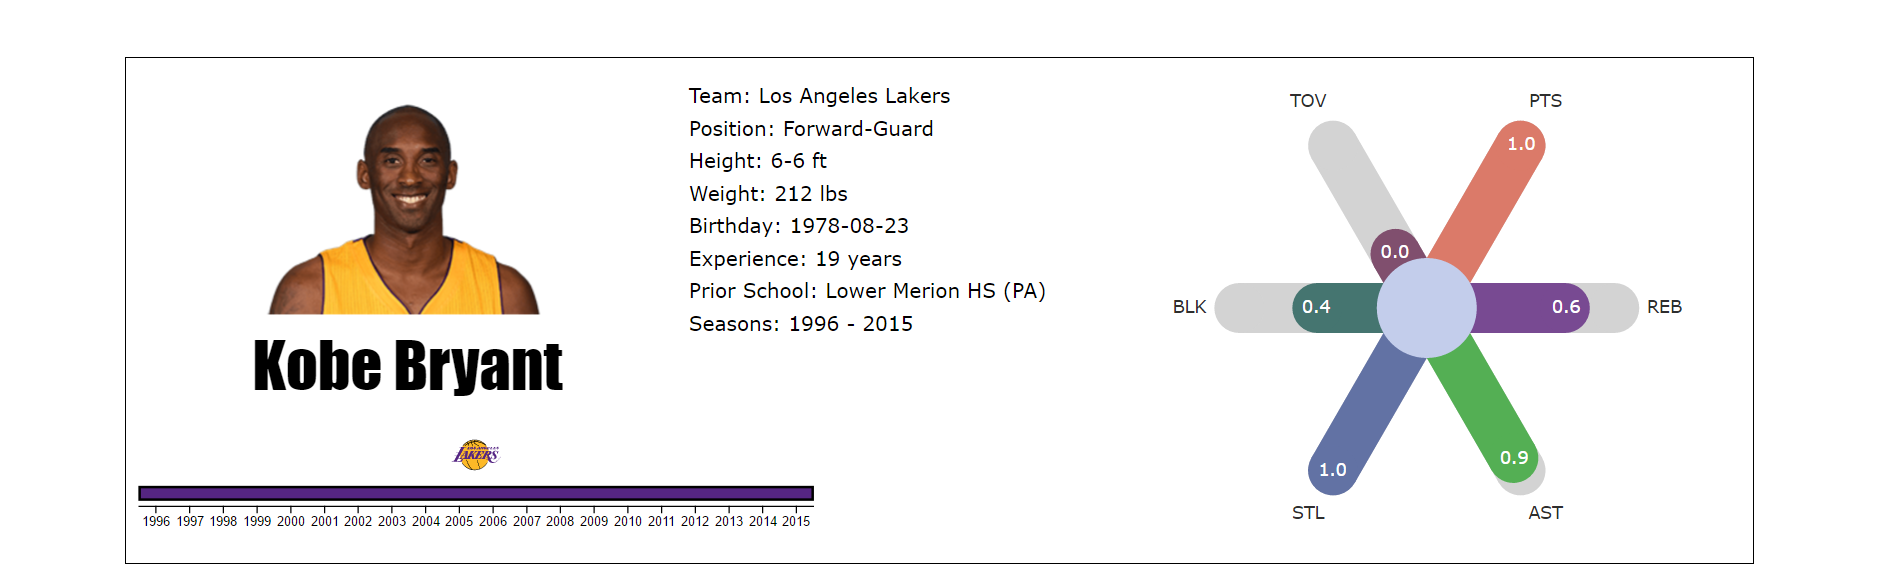 Team: Los Angeles Lakers
Position: Forward-Guard
Height: 6-6 ft
Weight: 212 lbs
Birthday: 1978-08-23
Experience: 19 years
Prior School: Lower Merion HS (PA)
Seasons: 1996 - 2015
Kobe Bryant
LOS ANGELES
LAKERS
1996 1997 1998 1999 2000 2001 2002 2003 2004 2005 2006 2007 2008 2009 2010 2011 2012 2013 2014 2015
TOV PTS
1.0
0.0
BLK 0.4 0.6 REB
0.9
1.0
STL AST